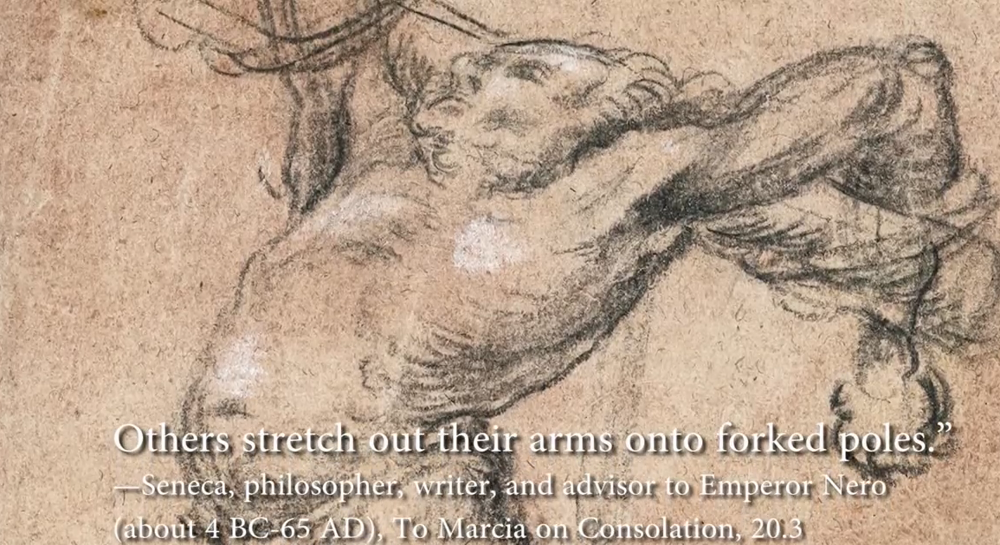 Others stretch out their arms onto forked poles.”
—Seneca, philosopher, writer, and advisor to Emperor Nero
(about 4 BC-65 AD), To Marcia on Consolation, 20.3